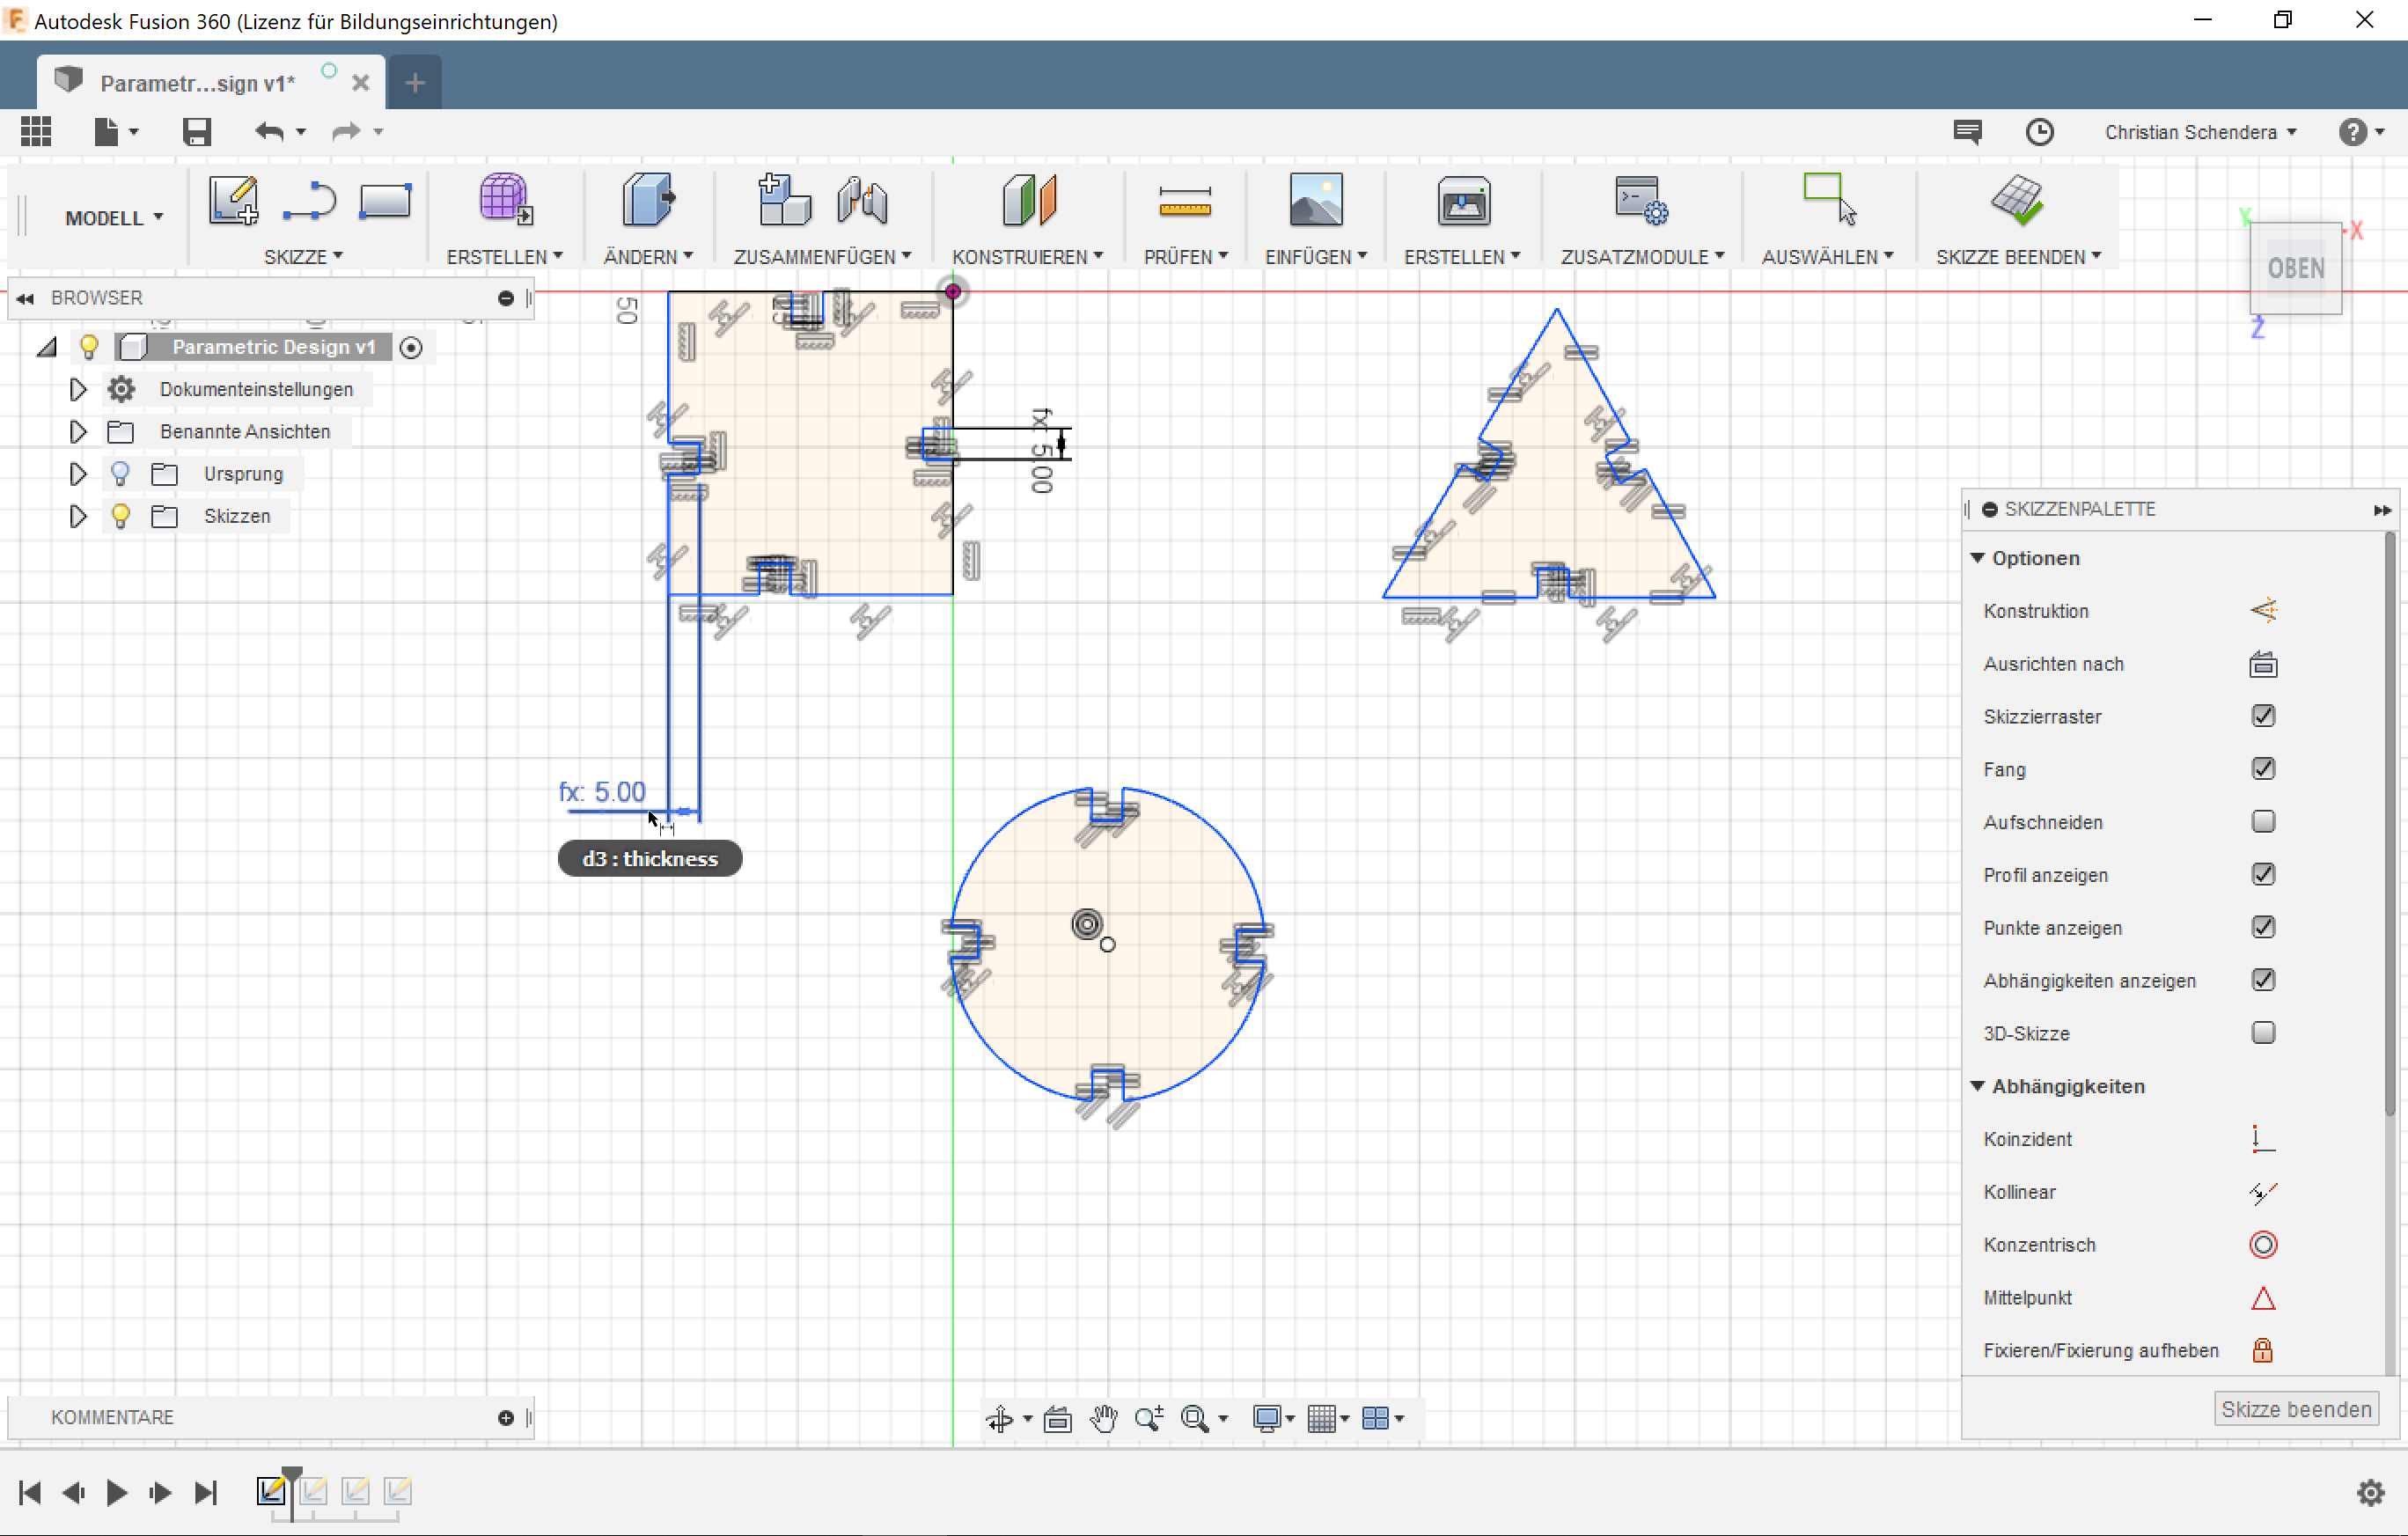 Autodesk Fusion 360 (Lizenz für Bildungseinrichtungen)
Parametr...sign v1*
Christian Schendera
MODELL
SKIZZE
ERSTELLEN
ÄNDERN
ZUSAMMENFÜGEN
KONSTRUIEREN
PRÜFEN
EINFÜGEN
ERSTELLEN
ZUSATZMODULE
AUSWÄHLEN
SKIZZE BEENDEN
Y
X
OBEN
Z
BROWSER
50
Parametric Design v1
Dokumenteinstellungen
Benannte Ansichten
Ursprung
Skizzen
fx: 5.00
SKIZZENPALETTE
Optionen
Konstruktion
Ausrichten nach
Skizzierraster
Fang
Aufschneiden
Profil anzeigen
Punkte anzeigen
Abhängigkeiten anzeigen
3D-Skizze
Abhängigkeiten
Koinzident
Kollinear
Konzentrisch
Mittelpunkt
Fixieren/Fixierung aufheben
Skizze beenden
fx: 5.00
d3 : thickness
KOMMENTARE